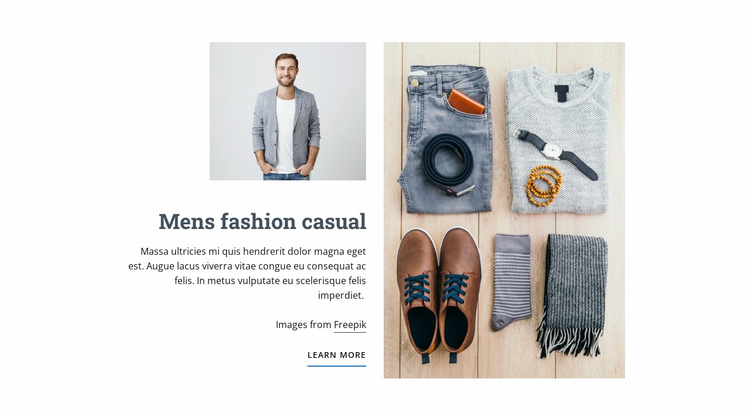 Mens fashion casual
Massa ultricies mi quis hendrerit dolor magna eget
est. Augue lacus viverra vitae congue eu consequat ac
felis. In metus vulputate eu scelerisque felis
imperdiet.
Images from Freepik
LEARN MORE